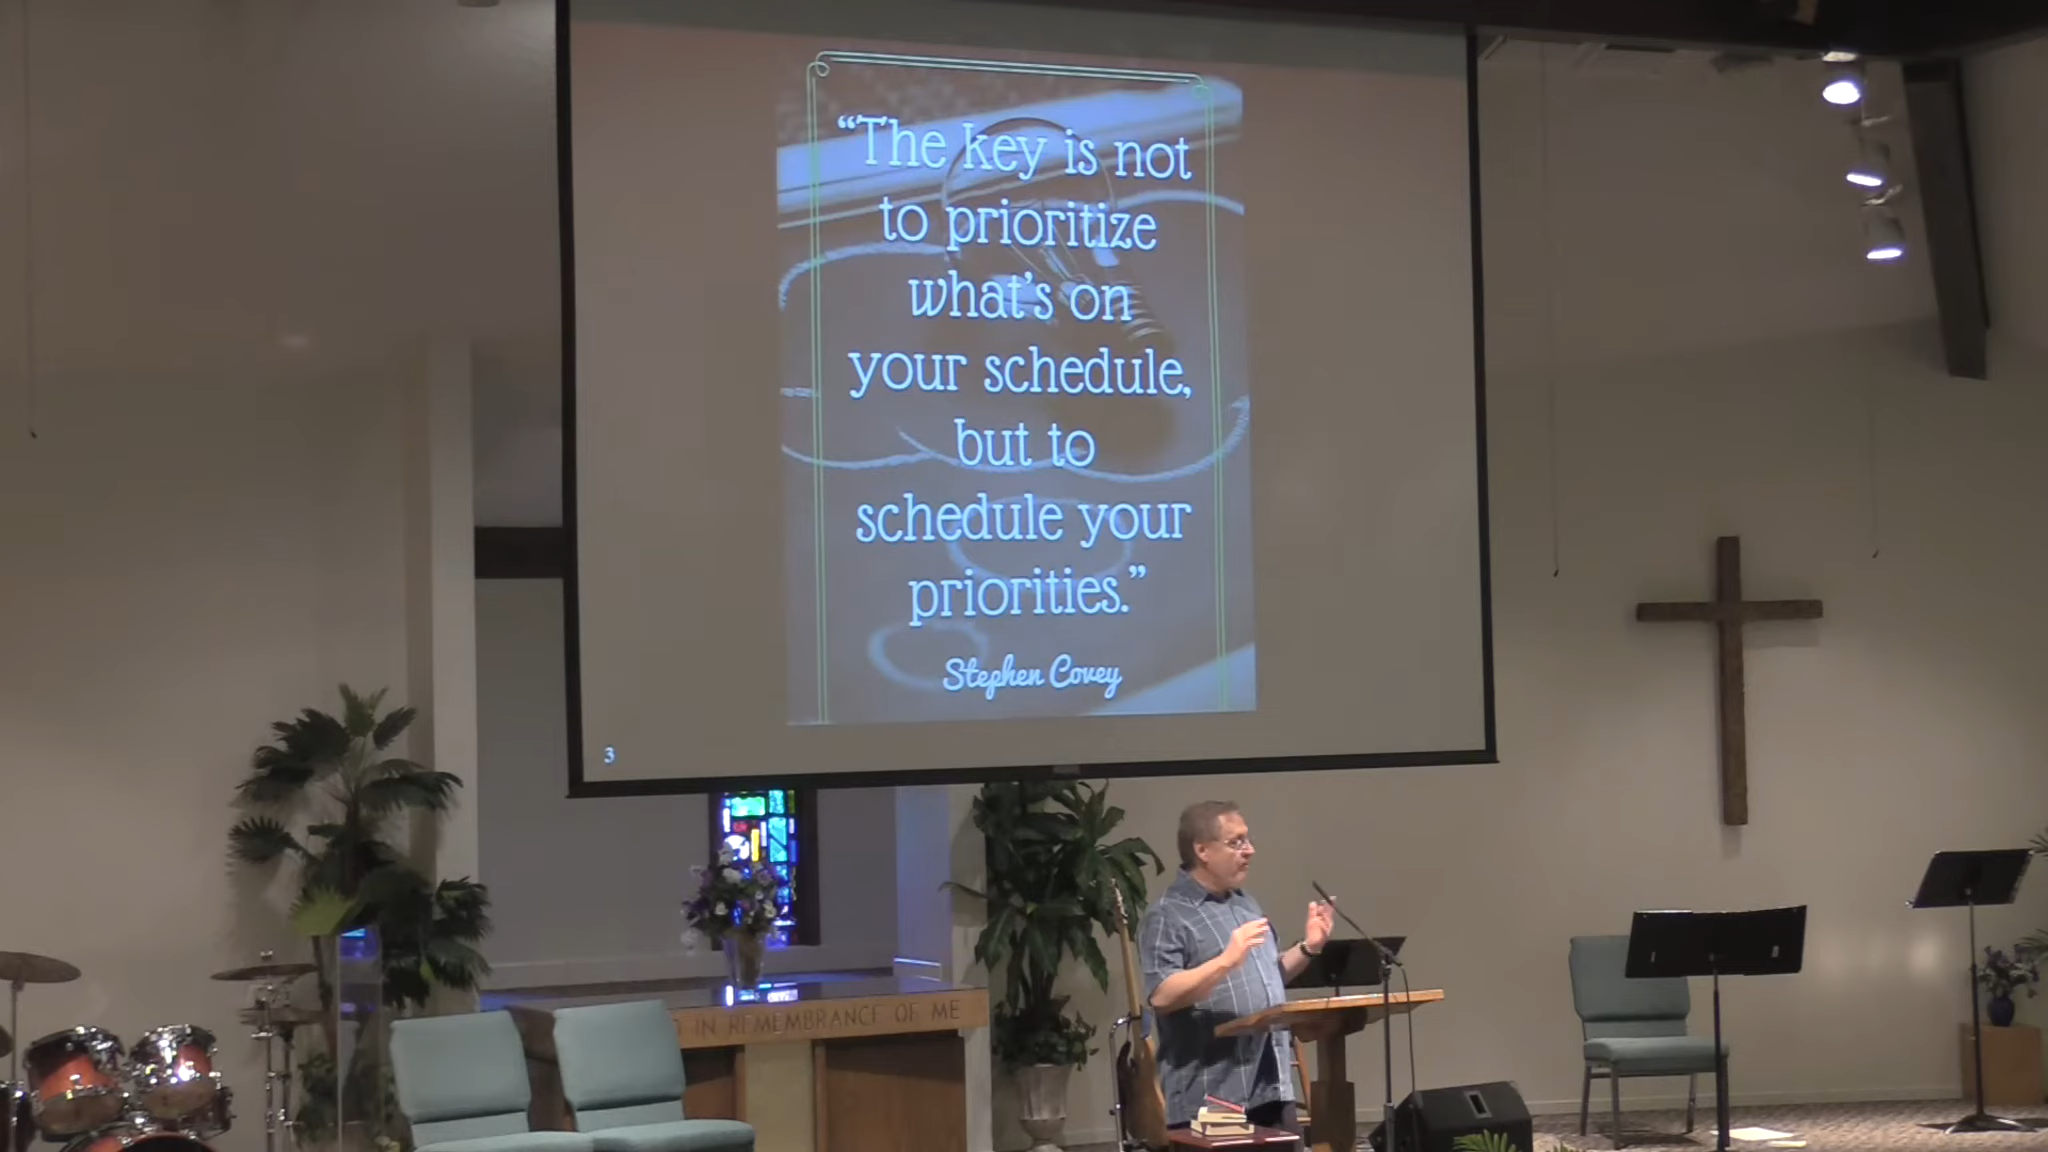 “The key is not
to prioritize
what’s on
your schedule,
but to
schedule your
priorities.”
Stephen Covey
3
IN REMEMBRANCE OF ME